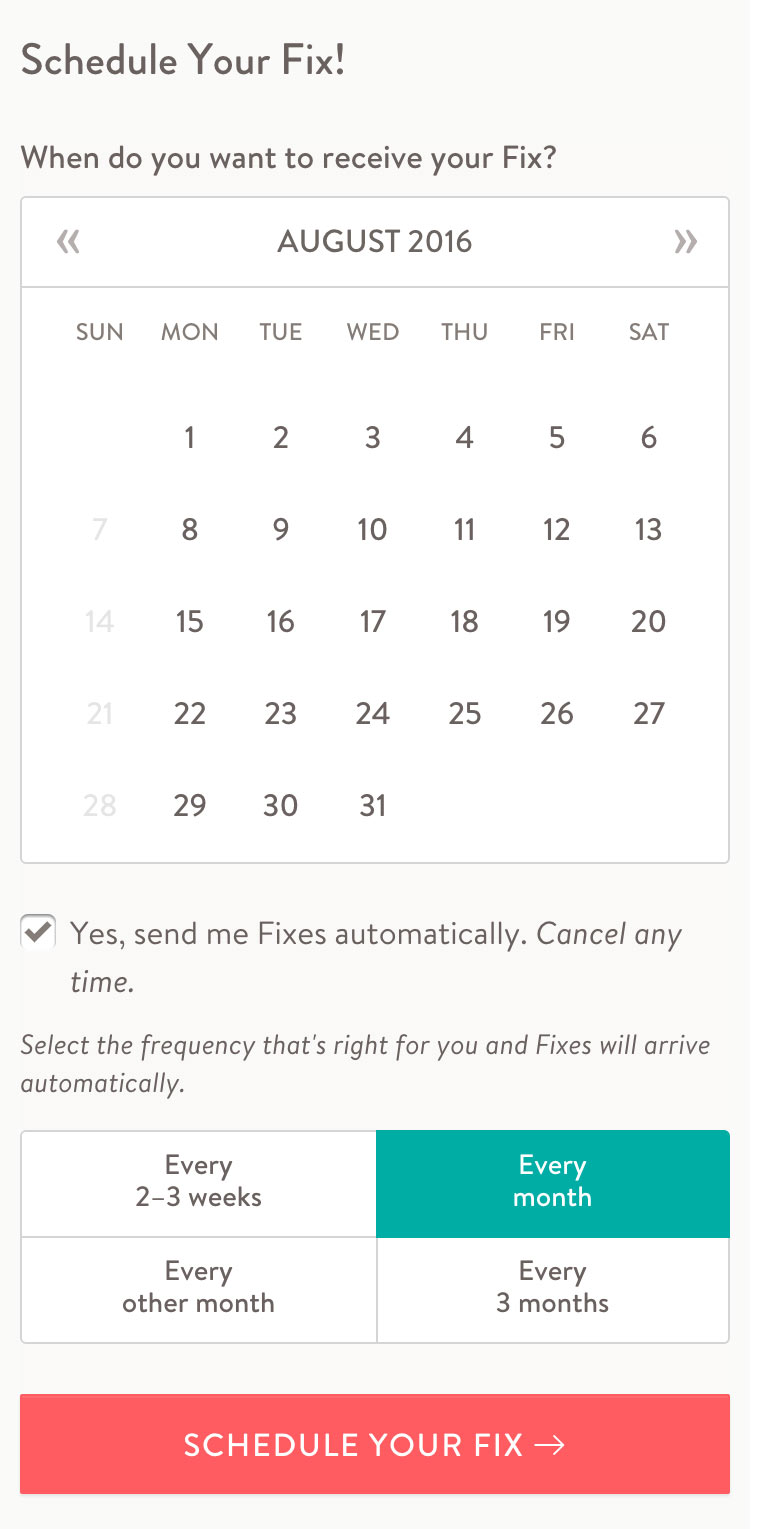 Schedule Your Fix!
When do you want to receive your Fix?
« AUGUST 2016 »
SUN MON TUE WED THU FRI SAT
1 2 3 4 5 6
7 8 9 10 11 12 13
14 15 16 17 18 19 20
21 22 23 24 25 26 27
28 29 30 31
Yes, send me Fixes automatically. Cancel any
time.
Select the frequency that's right for you and Fixes will arrive
automatically.
Every
2–3 weeks
Every
month
Every
other month
Every
3 months
SCHEDULE YOUR FIX →